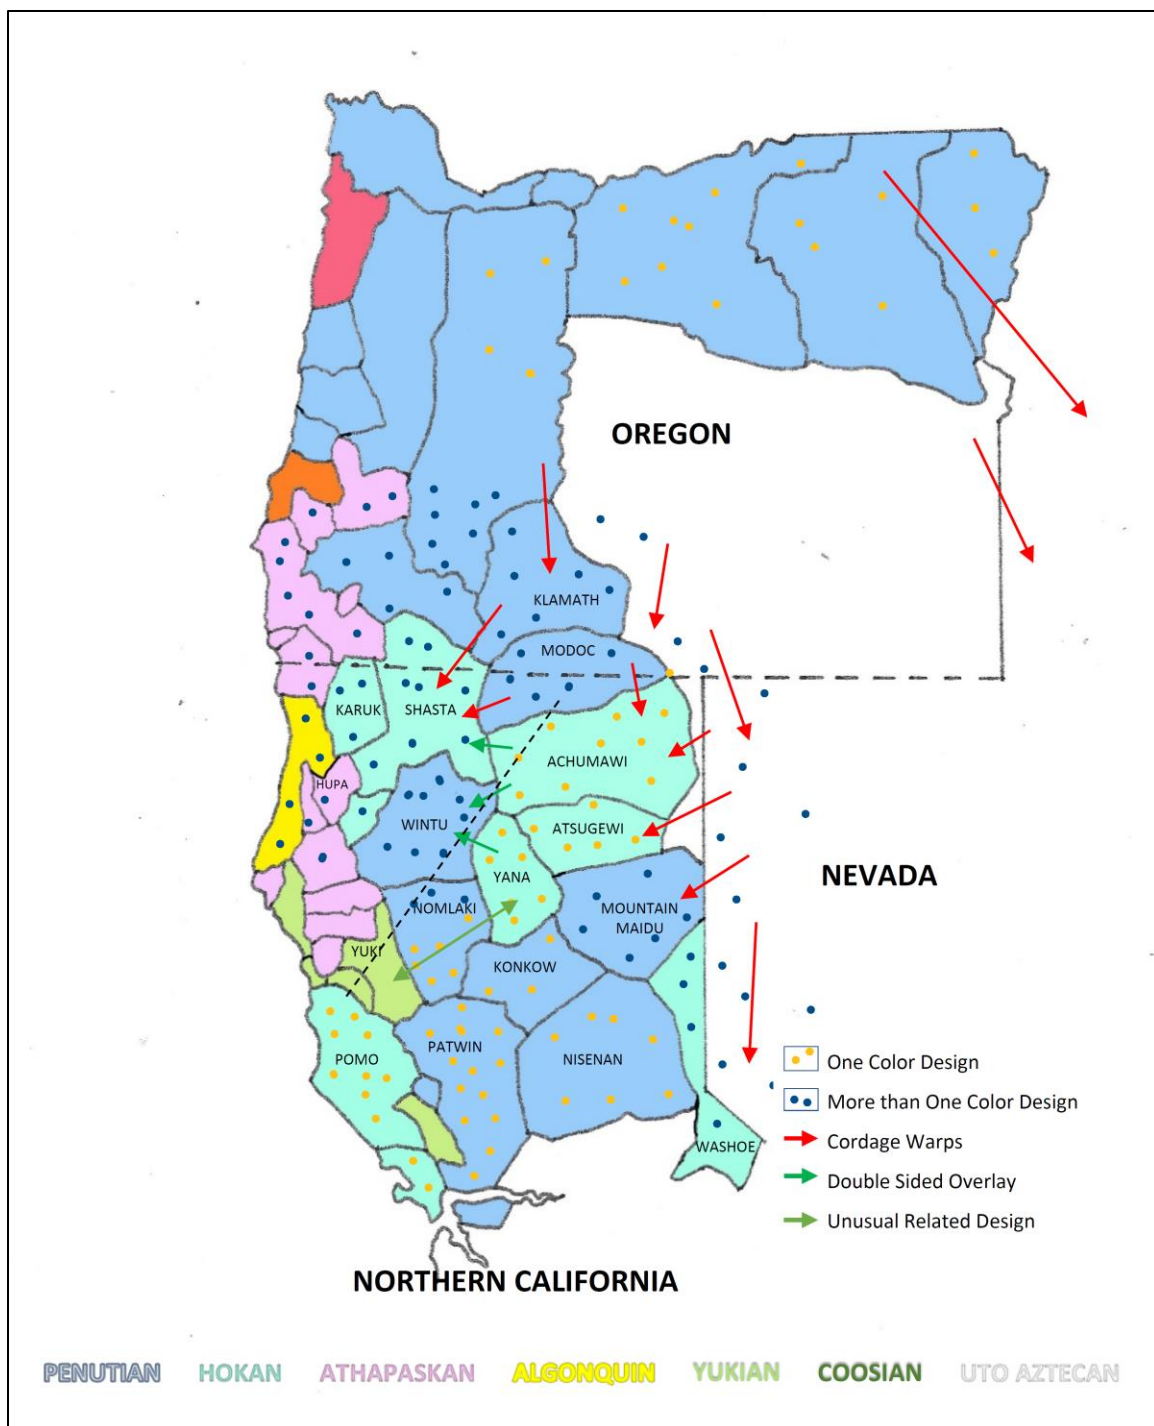 OREGON
KLAMATH
MODOC
KARUK
SHASTA
ACHUMAWI
HUPA
WINTU
ATSUGEWI
YANA
NEVADA
NOMLAKI
MOUNTAIN
MAIDU
YUKI
KONKOW
POMO
PATWIN
NISENAN
WASHOE
One Color Design
More than One Color Design
Cordage Warps
Double Sided Overlay
Unusual Related Design
NORTHERN CALIFORNIA
PENUTIAN HOKAN ATHAPASKAN ALGONQUIN YUKIAN COOSIAN UTO AZTECAN